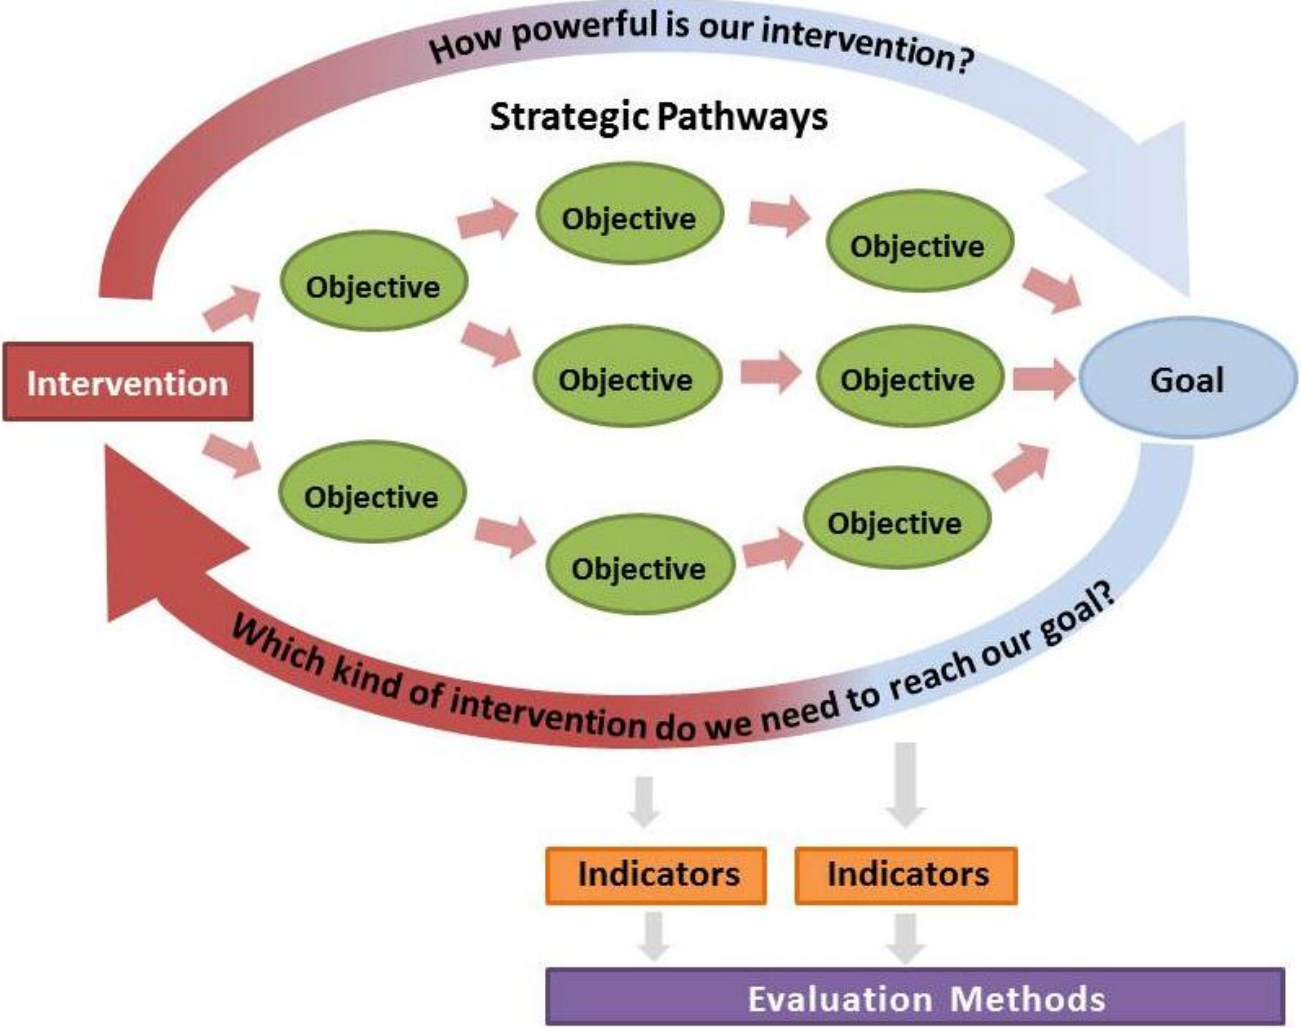 How powerful is our intervention?
Strategic Pathways
Objective
Objective
Objective
Objective
Objective
Intervention
Goal
Objective
Objective
Objective
Which kind of intervention do we need to reach our goal?
Indicators
Indicators
Evaluation Methods